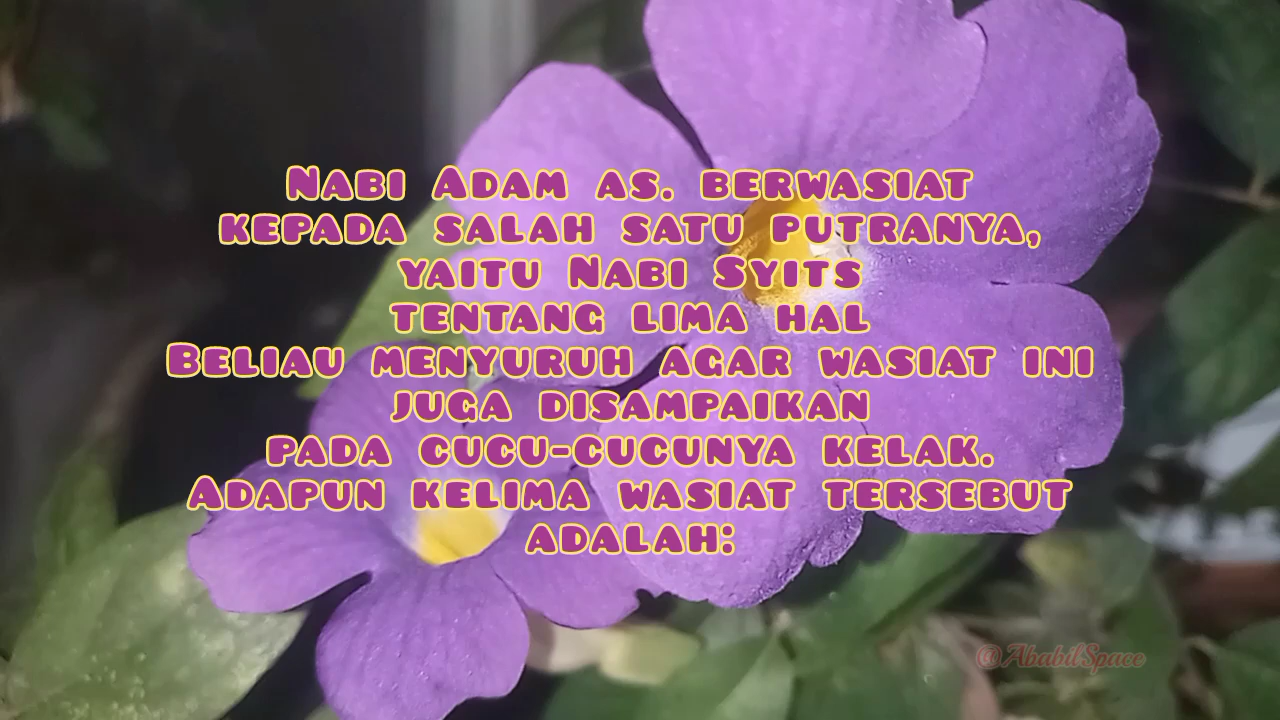 Nabi Adam as. berwasiat
kepada salah satu putranya,
yaitu Nabi Syits
tentang lima hal
Beliau menyuruh agar wasiat ini
juga disampaikan
pada cucu-cucunya kelak.
Adapun kelima wasiat tersebut
adalah:
@AbabilSpace